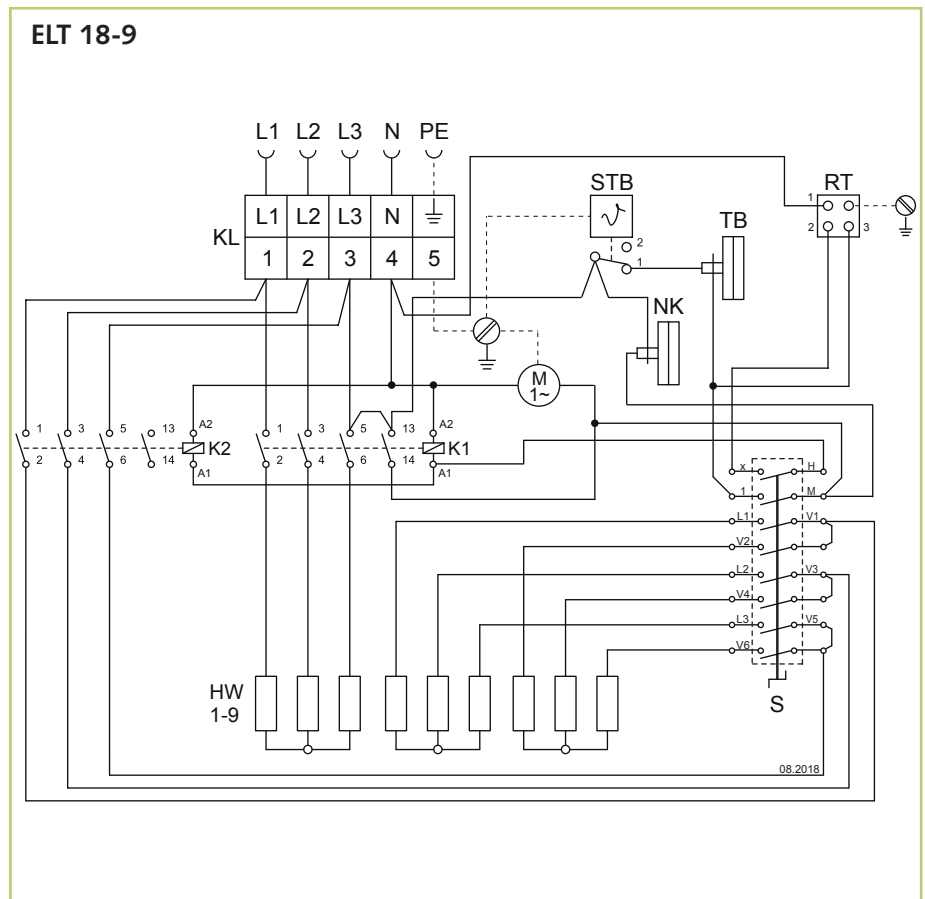 ELT 18-9
L1 L2 L3 N PE
STB
RT
L1 L2 L3 N
KL
1 2 3 4 5
2
1
TB
1
2
3
NK
M
1~
1 3 5 13 A2
K2
2 4 6 14 A1
1 3 5 13 A2
K1
2 4 6 14 A1
x H
1 M
L1 V1
V2
L2 V3
V4
L3 V5
V6
S
HW
1-9
08.2018